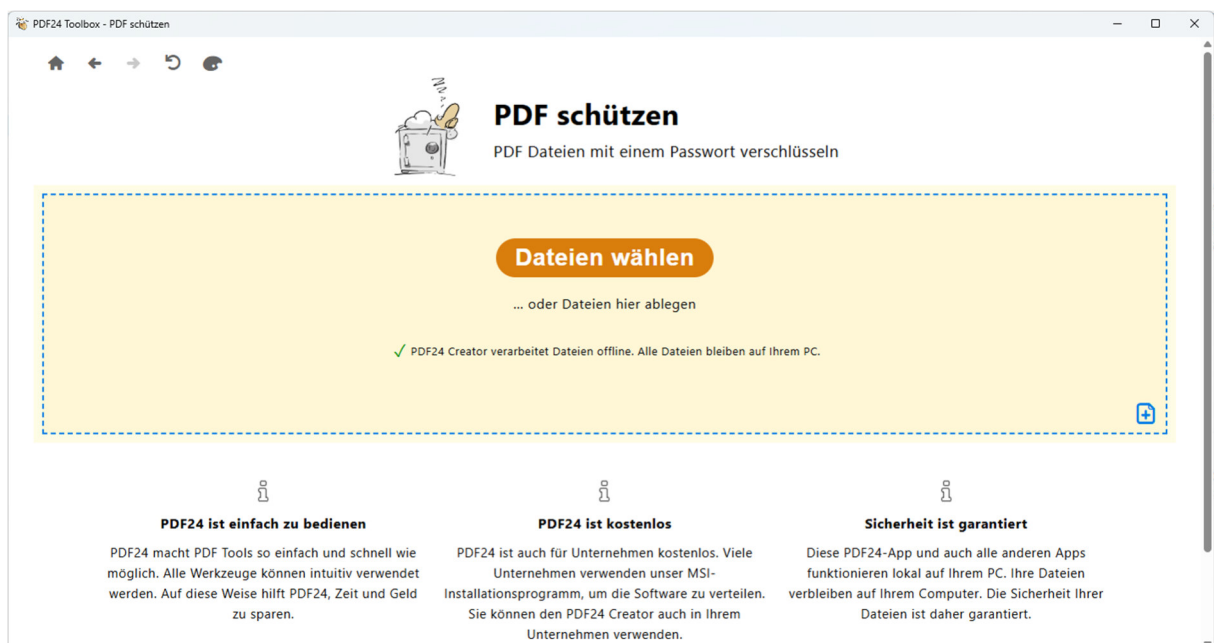 PDF24 Toolbox - PDF schützen
PDF schützen
PDF Dateien mit einem Passwort verschlüsseln
Dateien wählen
... oder Dateien hier ablegen
✓ PDF24 Creator verarbeitet Dateien offline. Alle Dateien bleiben auf Ihrem PC.
PDF24 ist einfach zu bedienen
PDF24 macht PDF Tools so einfach und schnell wie
möglich. Alle Werkzeuge können intuitiv verwendet
werden. Auf diese Weise hilft PDF24, Zeit und Geld
zu sparen.
PDF24 ist kostenlos
PDF24 ist auch für Unternehmen kostenlos. Viele
Unternehmen verwenden unser MSI-
Installationsprogramm, um die Software zu verteilen.
Sie können den PDF24 Creator auch in Ihrem
Unternehmen verwenden.
Sicherheit ist garantiert
Diese PDF24-App und auch alle anderen Apps
funktionieren lokal auf Ihrem PC. Ihre Dateien
verbleiben auf Ihrem Computer. Die Sicherheit Ihrer
Dateien ist daher garantiert.